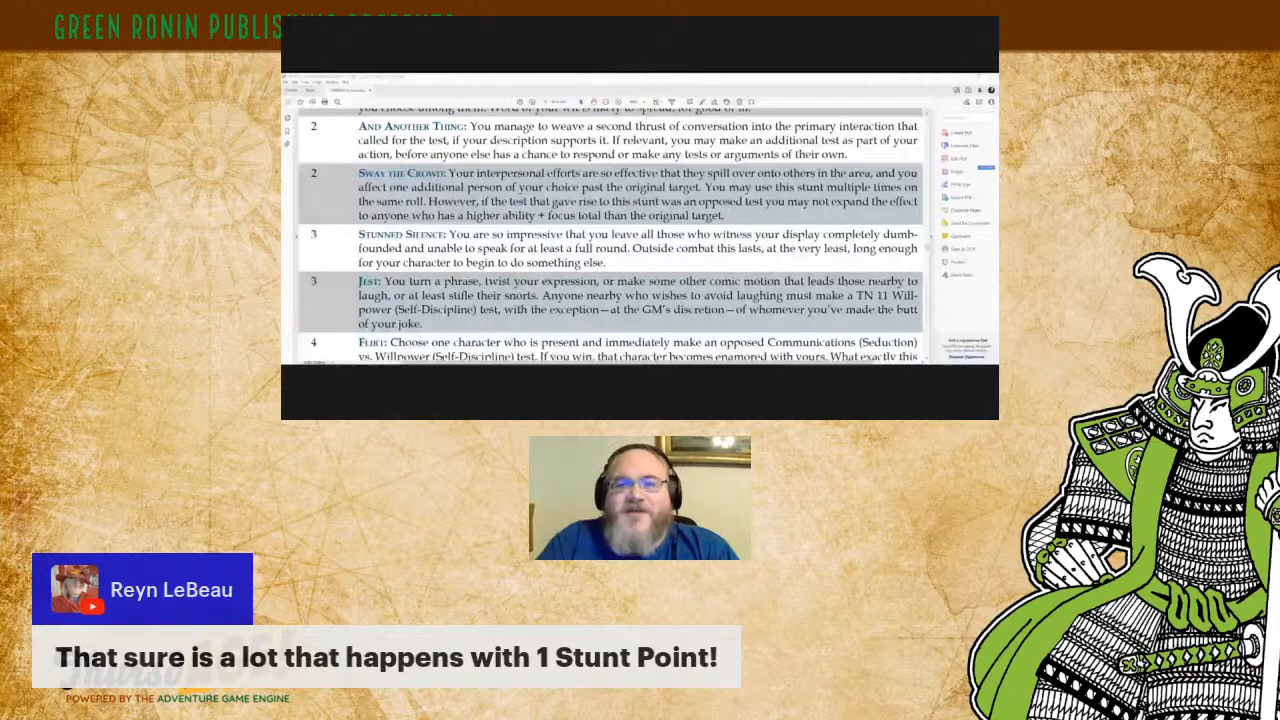 GREEN RONIN PUBLIS
2 AND ANOTHER THING: You manage to weave a second thrust of conversation into the primary interaction that
called for the test, if your description supports it. If relevant, you may make an additional test as part of your
action, before anyone else has a chance to respond or make any tests or arguments of their own.
2 SWAY THE CROWD: Your interpersonal efforts are so effective that they spill over onto others in the area, and you
affect one additional person of your choice past the original target. You may use this stunt multiple times on
the same roll. However, if the test that gave rise to this stunt was an opposed test you may not expand the effect
to anyone who has a higher ability + focus total than the original target.
3 STUNNED SILENCE: You are so impressive that you leave all those who witness your display completely dumb-
founded and unable to speak for at least a full round. Outside combat this lasts, at the very least, long enough
for your character to begin to do something else.
3 JEST: You turn a phrase, twist your expression, or make some other comic motion that leads those nearby to
laugh, or at least stifle their snorts. Anyone nearby who wishes to avoid laughing must make a TN 11 Will-
power (Self-Discipline) test, with the exception—at the GM's discretion—of whomever you've made the butt
of your joke.
4 FLIRT: Choose one character who is present and immediately make an opposed Communications (Seduction)
vs. Willpower (Self-Discipline) test. If you win, that character becomes enamored with yours. What exactly this
Reyn LeBeau
That sure is a lot that happens with 1 Stunt Point!
POWERED BY THE ADVENTURE GAME ENGINE